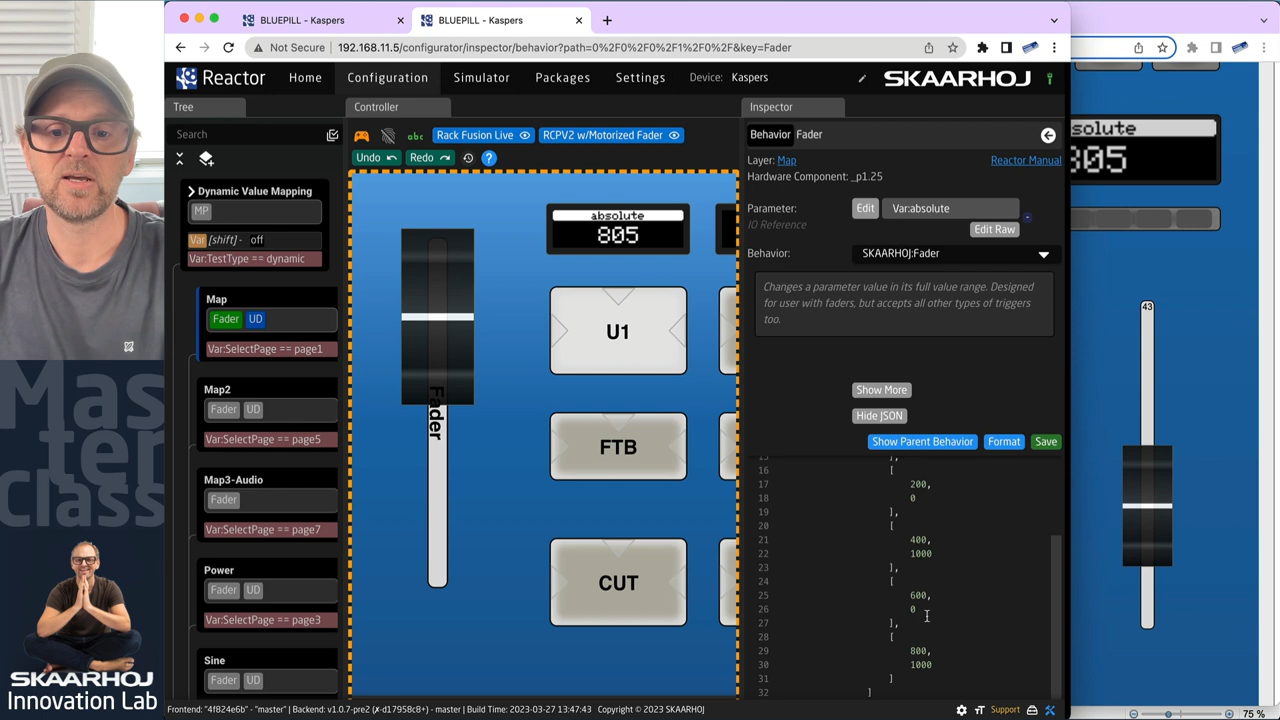 BLUEPILL - Kaspers
BLUEPILL - Kaspers
Not Secure 192.168.11.5/configurator/inspector/behavior?path=0%2F0%2F0%2F1%2F0%2F&key=Fader
Reactor Home Configuration Simulator Packages Settings Device: Kaspers SKAARHOJ
Tree
Controller
Inspector
Search
Rack Fusion Live RCPV2 w/Motorized Fader
abc
Undo Redo ?
Dynamic Value Mapping
MP
Var [shift] - off
Var:TestType == dynamic
Map
Fader UD
Var:SelectPage == page1
Map2
Fader UD
Var:SelectPage == page5
Map3-Audio
Fader
Var:SelectPage == page7
Power
Fader UD
Var:SelectPage == page3
Sine
Fader UD
absolute
805
Fader
U1
FTB
CUT
Behavior Fader
Layer: Map Reactor Manual
Hardware Component: _p1.25
Parameter: Edit Var:absolute
IO Reference
Edit Raw
Behavior: SKAARHOJ:Fader
Changes a parameter value in its full value range. Designed
for user with faders, but accepts all other types of triggers
too.
Show More
Hide JSON
Show Parent Behavior Format Save
15 ],
16 [
17 200,
18 0
19 ],
20 [
21 400,
22 1000
23 ],
24 [
25 600,
26 0
27 ],
28 [
29 800,
30 1000
31 ]
32 ]
solute
805
43
Master
Class
SKAARHOJ
Innovation Lab
Frontend: "4f824e6b" - "master" | Backend: v1.0.7-pre2 (X-d17958c8+) - master | Build Time: 2023-03-27 13:47:43 Copyright © 2023 SKAARHOJ
Support
75 %